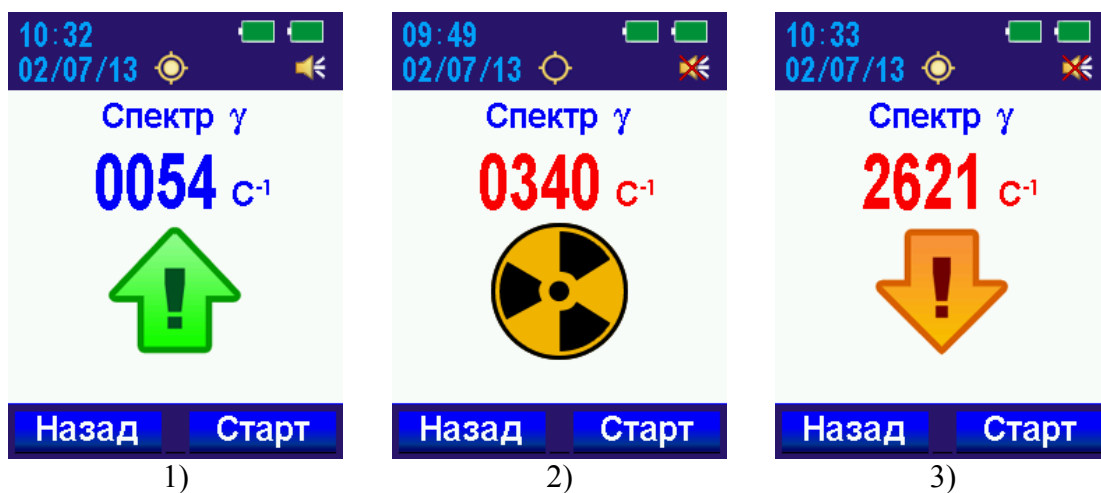 10:32
02/07/13
Спектр γ
0054 С⁻¹
!
Назад Старт
1)
09:49
02/07/13
Спектр γ
0340 С⁻¹
Назад Старт
2)
10:33
02/07/13
Спектр γ
2621 С⁻¹
!
Назад Старт
3)